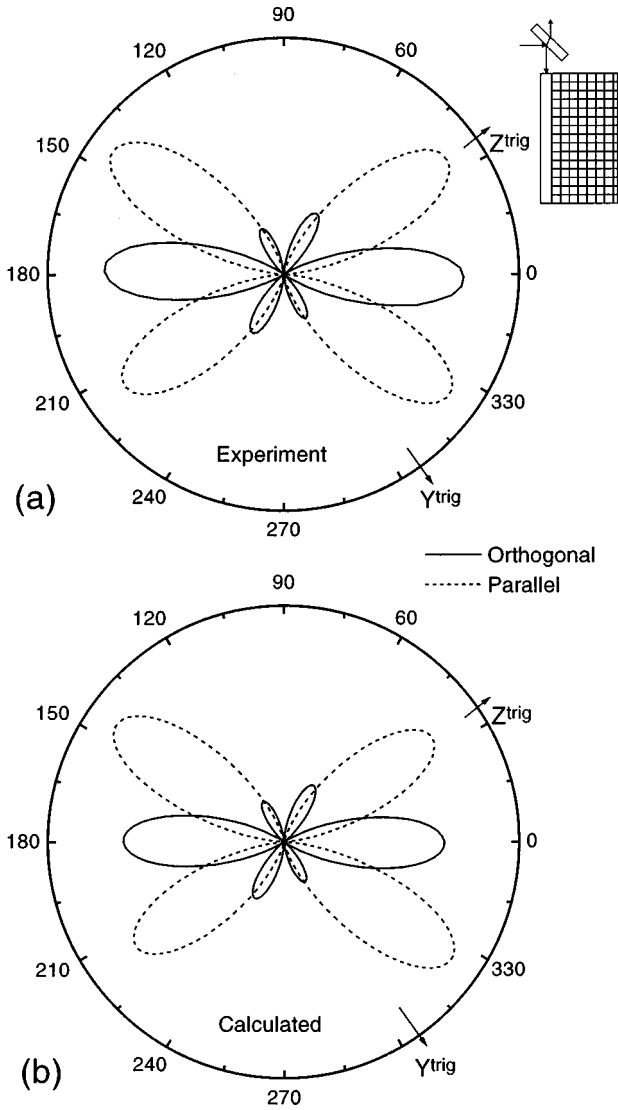 90
120
60
150
Z^trig
180
0
210
330
Experiment
240
Y^trig
(a)
270
Orthogonal
Parallel
90
120
60
150
Z^trig
180
0
210
330
Calculated
240
Y^trig
(b)
270